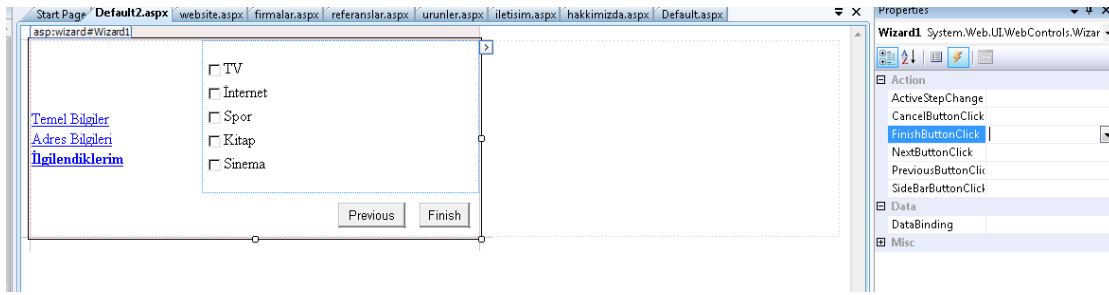 Start Page Default2.aspx website.aspx firmalar.aspx referanslar.aspx urunler.aspx iletisim.aspx hakkimizda.aspx Default.aspx
asp:wizard#Wizard1
TV
İnternet
Spor
Kitap
Sinema
Temel Bilgiler
Adres Bilgileri
İlgilendiklerim
Previous Finish
Properties
Wizard1 System.Web.UI.WebControls.Wizar
Action
ActiveStepChange
CancelButtonClick
FinishButtonClick
NextButtonClick
PreviousButtonClic
SideBarButtonClick
Data
DataBinding
Misc